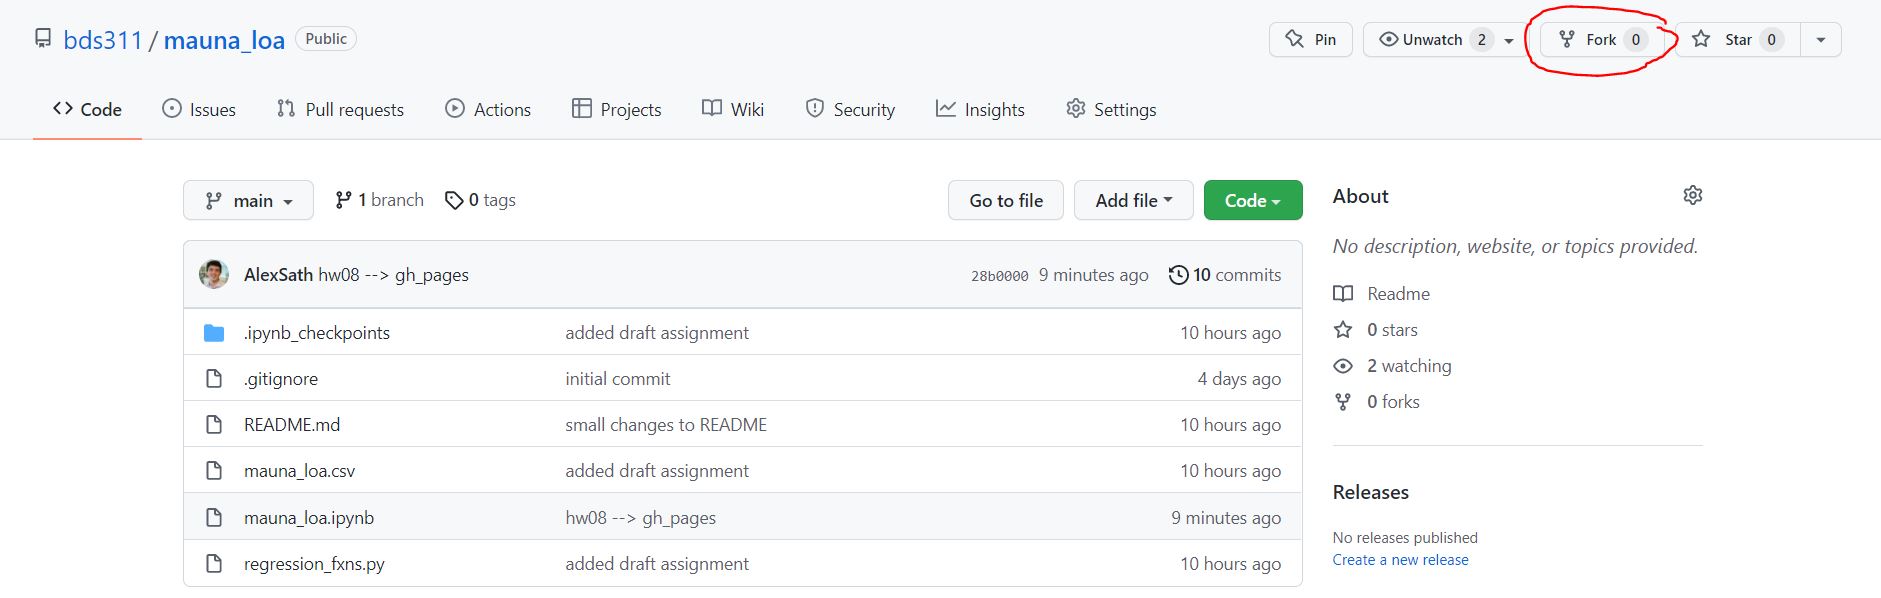 bds311 / mauna_loa Public Pin Unwatch 2 Fork 0 Star 0
Code Issues Pull requests Actions Projects Wiki Security Insights Settings
main 1 branch 0 tags Go to file Add file Code
AlexSath hw08 --> gh_pages 28b0000 9 minutes ago 10 commits
.ipynb_checkpoints added draft assignment 10 hours ago
.gitignore initial commit 4 days ago
README.md small changes to README 10 hours ago
mauna_loa.csv added draft assignment 10 hours ago
mauna_loa.ipynb hw08 --> gh_pages 9 minutes ago
regression_fxns.py added draft assignment 10 hours ago
About
No description, website, or topics provided.
Readme
0 stars
2 watching
0 forks
Releases
No releases published
Create a new release